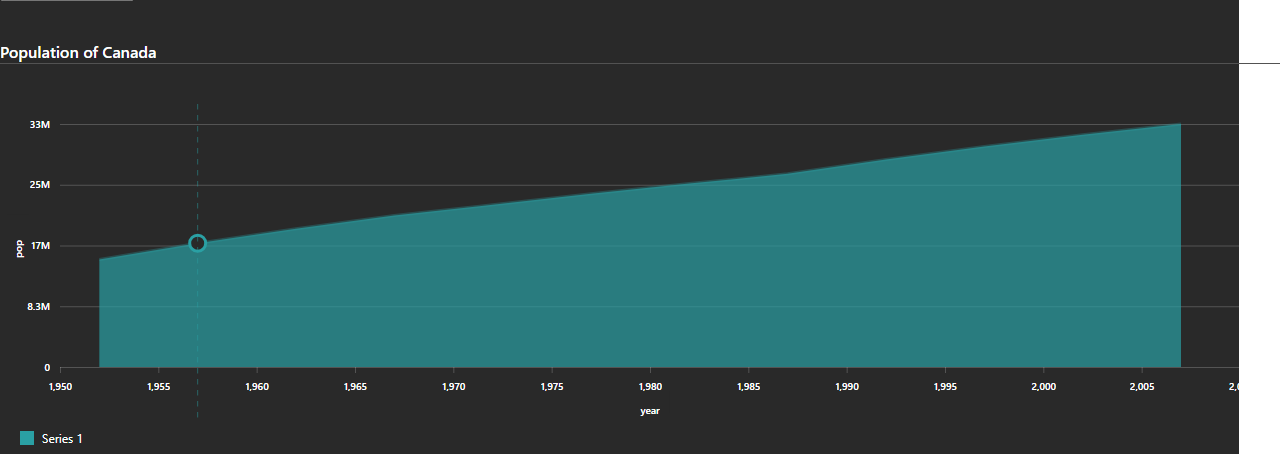 Population of Canada
33M
25M
17M
8.3M
0
pop
1,950 1,955 1,960 1,965 1,970 1,975 1,980 1,985 1,990 1,995 2,000 2,005
year
Series 1